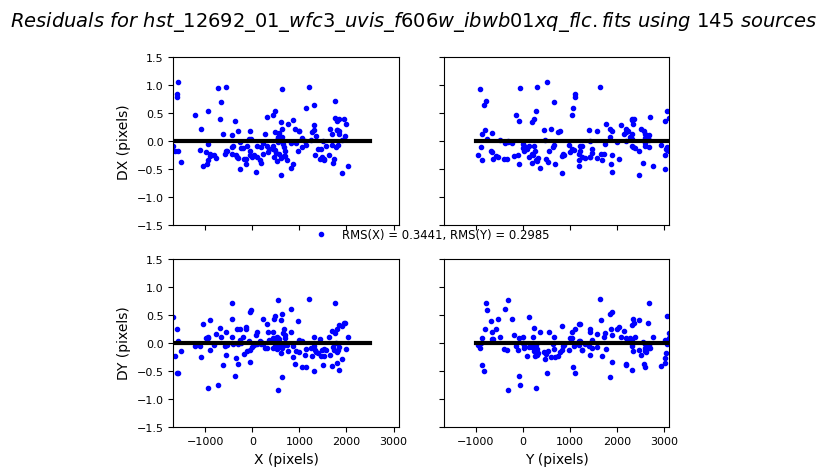 Residuals for hst_12692_01_wfc3_uvis_f606w_ibwb01xq_flc.fits using 145 sources
1.5
1.0
0.5
0.0
−0.5
−1.0
−1.5
DX (pixels)
RMS(X) = 0.3441, RMS(Y) = 0.2985
1.5
1.0
0.5
0.0
−0.5
−1.0
−1.5
DY (pixels)
−1000 0 1000 2000 3000 −1000 0 1000 2000 3000
X (pixels) Y (pixels)